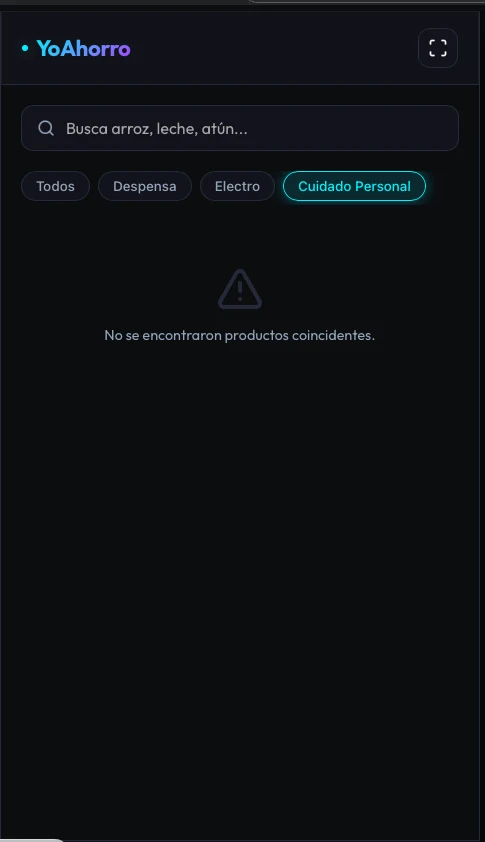 YoAhorro
Busca arroz, leche, atún...
Todos Despensa Electro Cuidado Personal
No se encontraron productos coincidentes.